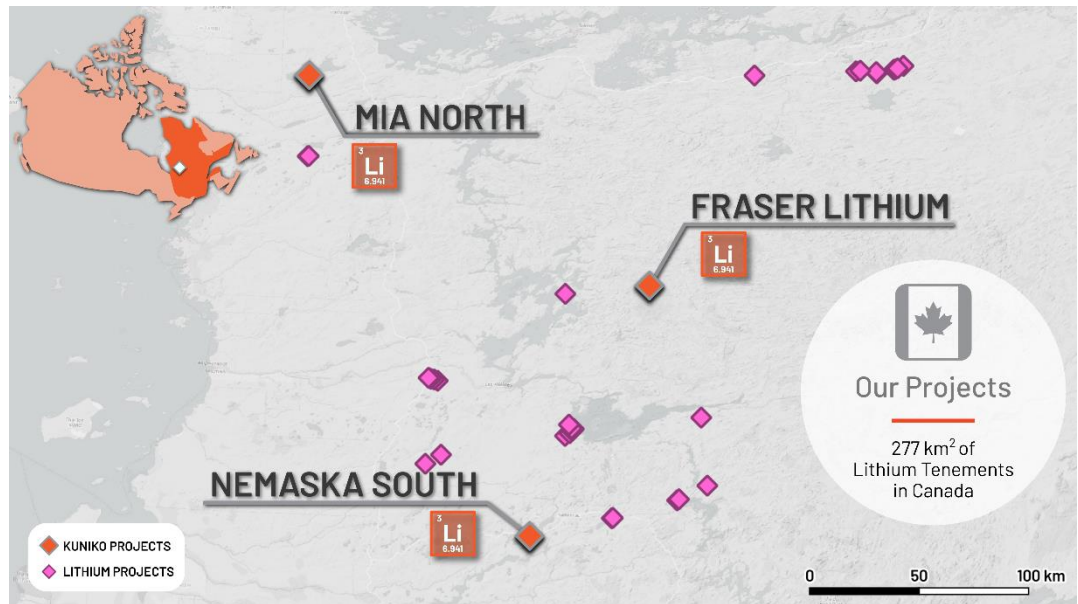 MIA NORTH
3
Li
6.941
FRASER LITHIUM
3
Li
6.941
Our Projects
277 km² of
Lithium Tenements
in Canada
NEMASKA SOUTH
3
Li
6.941
KUNIKO PROJECTS
LITHIUM PROJECTS
0 50 100 km